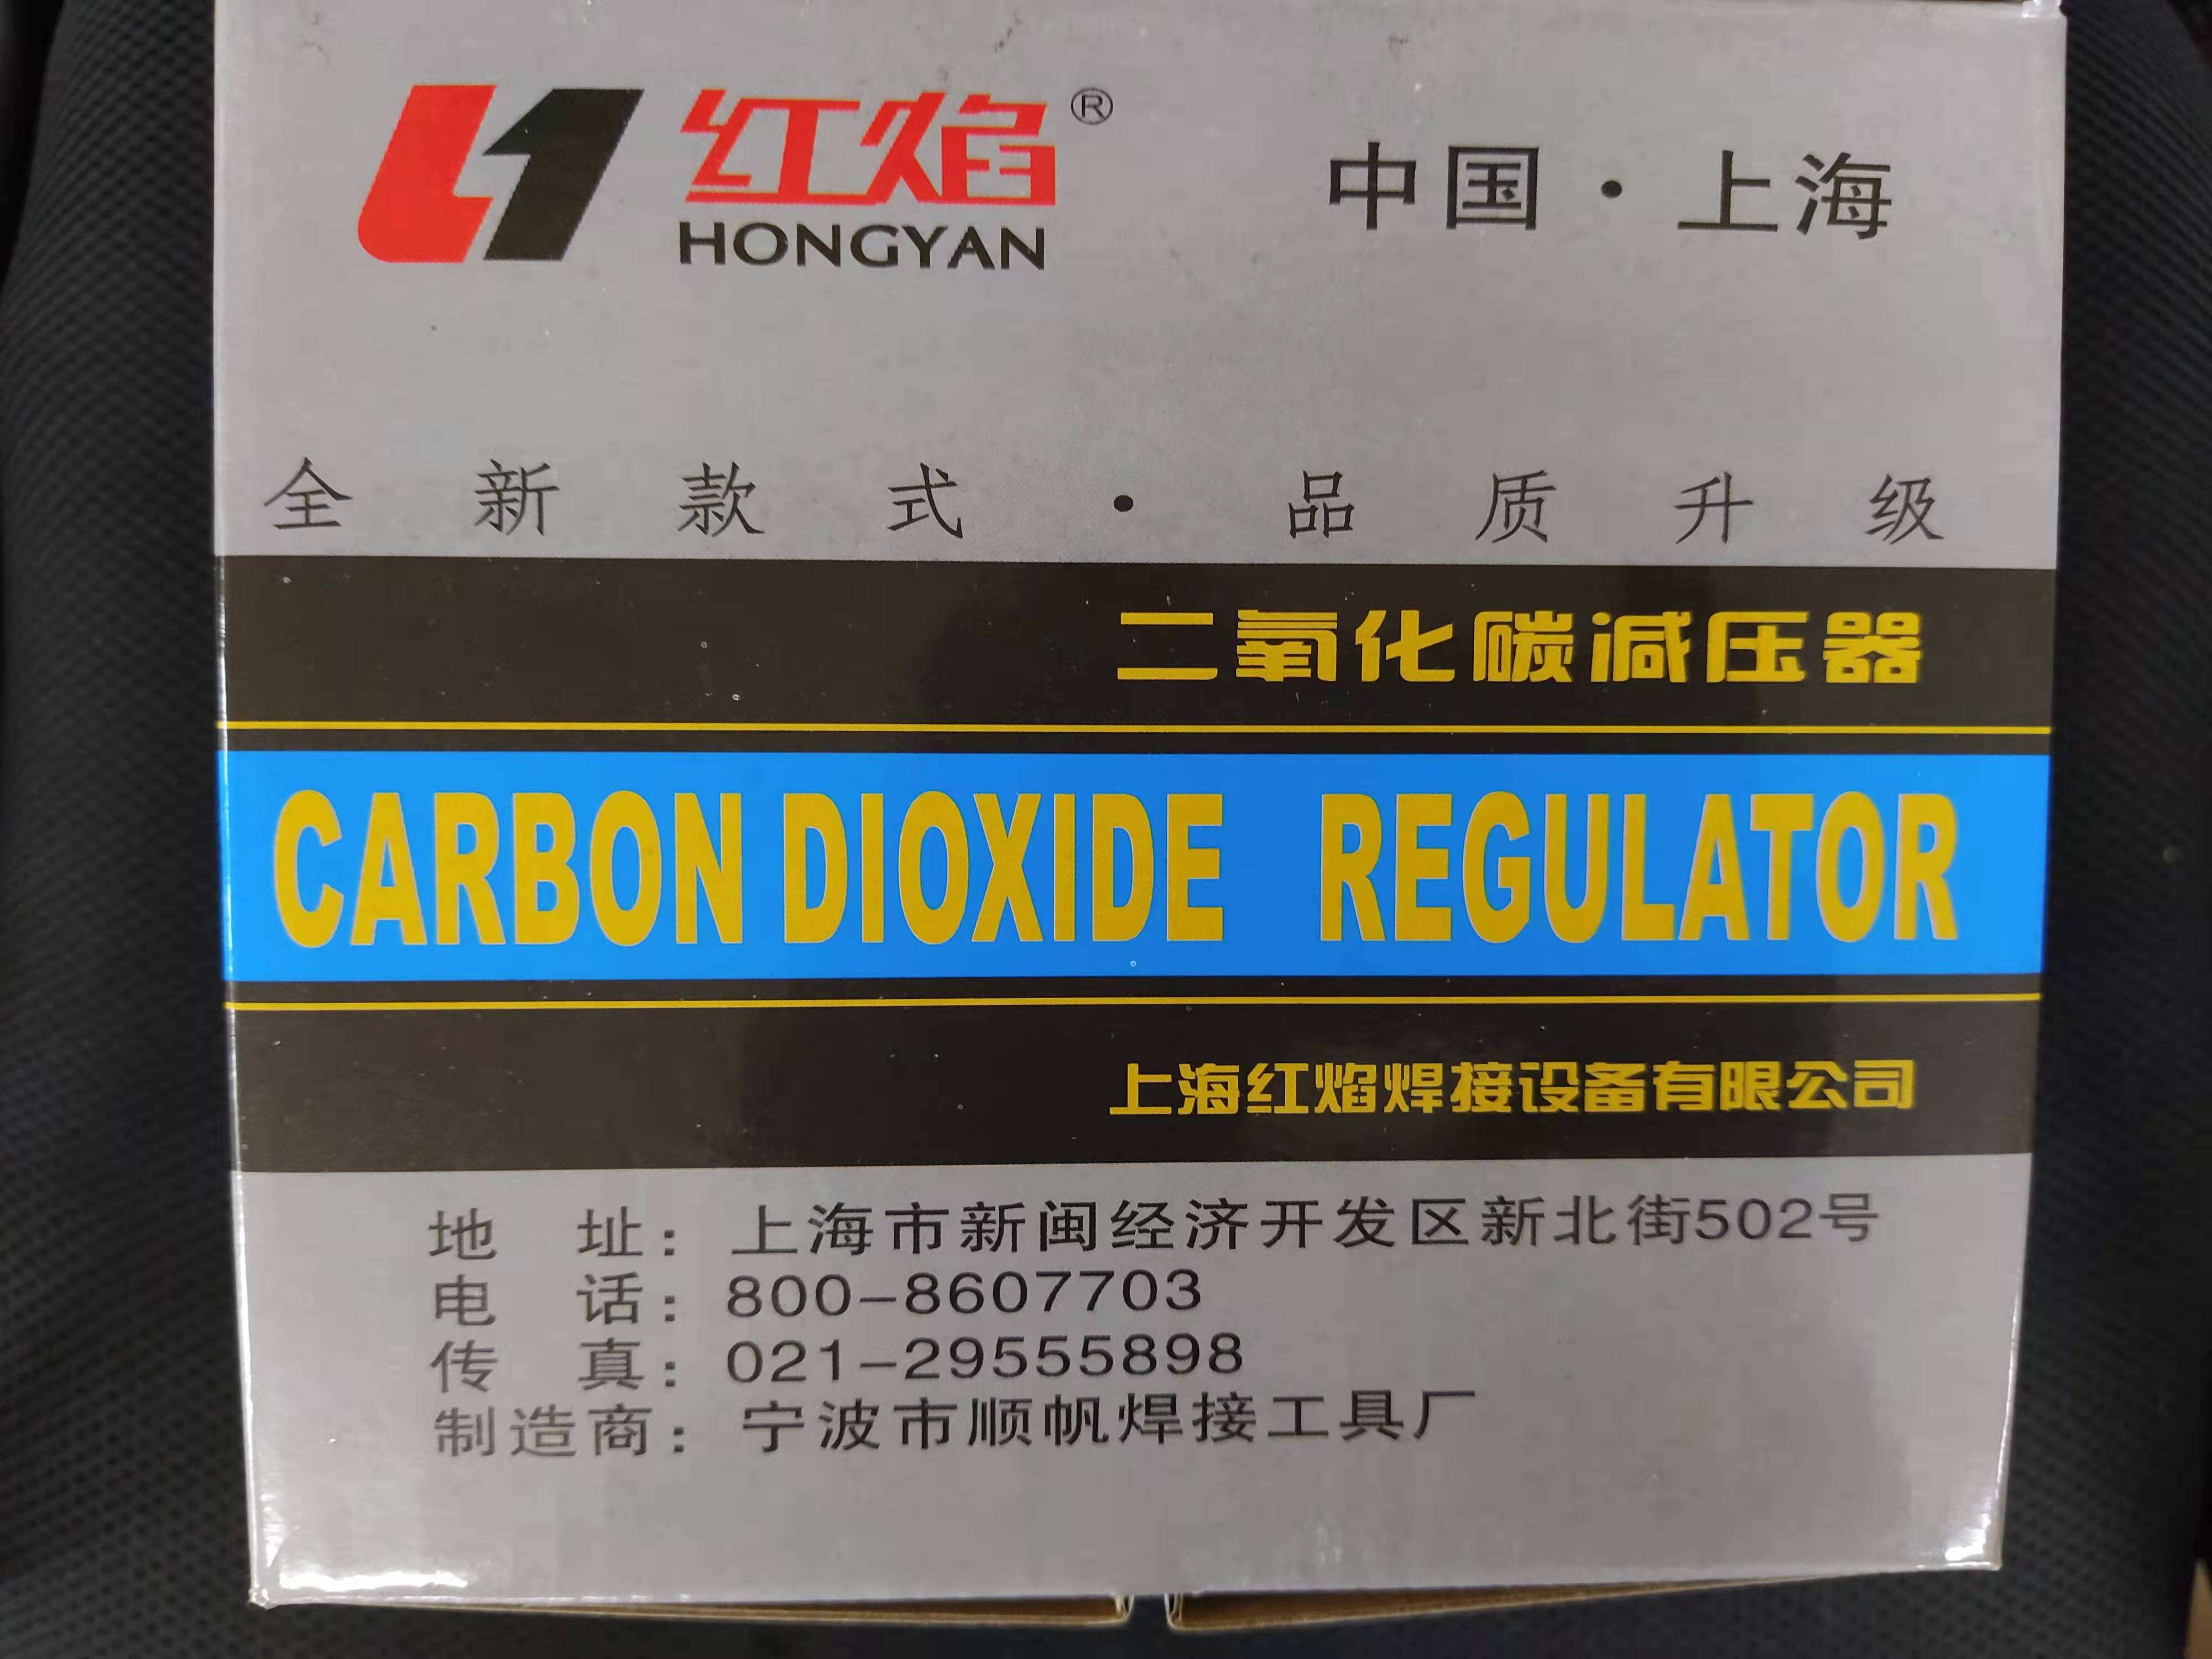 红焰®
HONGYAN
中国·上海
全新款式·品质升级
二氧化碳减压器
CARBON DIOXIDE REGULATOR
上海红焰焊接设备有限公司
地 址：上海市新闽经济开发区新北街502号
电 话：800-8607703
传 真：021-29555898
制造商：宁波市顺帆焊接工具厂